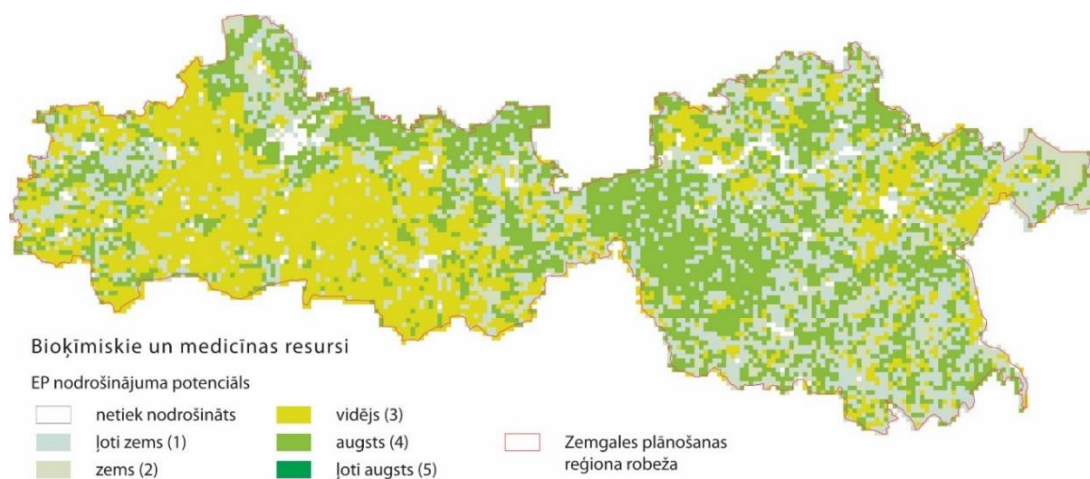 Bioķīmiskie un medicīnas resursi
EP nodrošinājuma potenciāls
netiek nodrošināts
ļoti zems (1)
zems (2)
vidējs (3)
augsts (4)
ļoti augsts (5)
Zemgales plānošanas
reģiona robeža